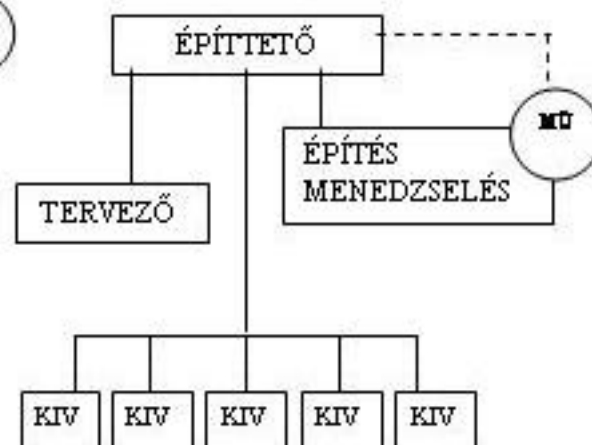 ÉPÍTTETŐ
MŰ
ÉPÍTÉS
MENEDZSELÉS
TERVEZŐ
KIV KIV KIV KIV KIV